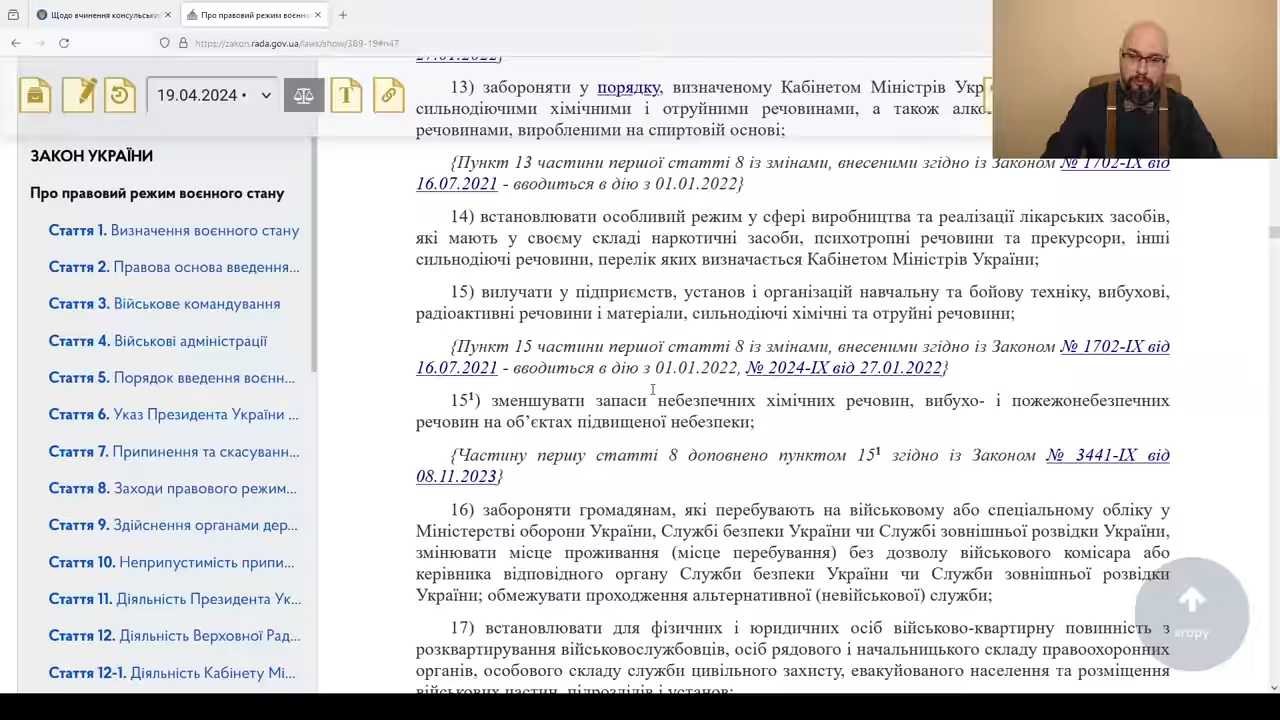 Щодо вчинення консульськи
Про правовий режим воєнно
https://zakon.rada.gov.ua/laws/show/389-19#n47
27.01.2022}
19.04.2024 •
T
13) забороняти у порядку, визначеному Кабінетом Міністрів Укр
сильнодіючими хімічними і отруйними речовинами, а також алко
речовинами, виробленими на спиртовій основі;
{Пункт 13 частини першої статті 8 із змінами, внесеними згідно із Законом № 1702-IX від
16.07.2021 - вводиться в дію з 01.01.2022}
14) встановлювати особливий режим у сфері виробництва та реалізації лікарських засобів,
які мають у своєму складі наркотичні засоби, психотропні речовини та прекурсори, інші
сильнодіючі речовини, перелік яких визначається Кабінетом Міністрів України;
15) вилучати у підприємств, установ і організацій навчальну та бойову техніку, вибухові,
радіоактивні речовини і матеріали, сильнодіючі хімічні та отруйні речовини;
{Пункт 15 частини першої статті 8 із змінами, внесеними згідно із Законом № 1702-IX від
16.07.2021 - вводиться в дію з 01.01.2022, № 2024-IX від 27.01.2022}
15¹) зменшувати запаси небезпечних хімічних речовин, вибухо- і пожежонебезпечних
речовин на об’єктах підвищеної небезпеки;
{Частину першу статті 8 доповнено пунктом 15¹ згідно із Законом № 3441-IX від
08.11.2023}
16) забороняти громадянам, які перебувають на військовому або спеціальному обліку у
Міністерстві оборони України, Службі безпеки України чи Службі зовнішньої розвідки України,
змінювати місце проживання (місце перебування) без дозволу військового комісара або
керівника відповідного органу Служби безпеки України чи Служби зовнішньої розвідки
України; обмежувати проходження альтернативної (невійськової) служби;
17) встановлювати для фізичних і юридичних осіб військово-квартирну повинність з
розквартирування військовослужбовців, осіб рядового і начальницького складу правоохоронних
органів, особового складу служби цивільного захисту, евакуйованого населення та розміщення
військових частин, підрозділів і установ;
ЗАКОН УКРАЇНИ
Про правовий режим воєнного стану
Стаття 1. Визначення воєнного стану
Стаття 2. Правова основа введення...
Стаття 3. Військове командування
Стаття 4. Військові адміністрації
Стаття 5. Порядок введення воєнн...
Стаття 6. Указ Президента України ...
Стаття 7. Припинення та скасуванн...
Стаття 8. Заходи правового режим...
Стаття 9. Здійснення органами дер...
Стаття 10. Неприпустимість припи...
Стаття 11. Діяльність Президента Ук...
Стаття 12. Діяльність Верховної Рад...
Стаття 12-1. Діяльність Кабінету Мі...
вгору